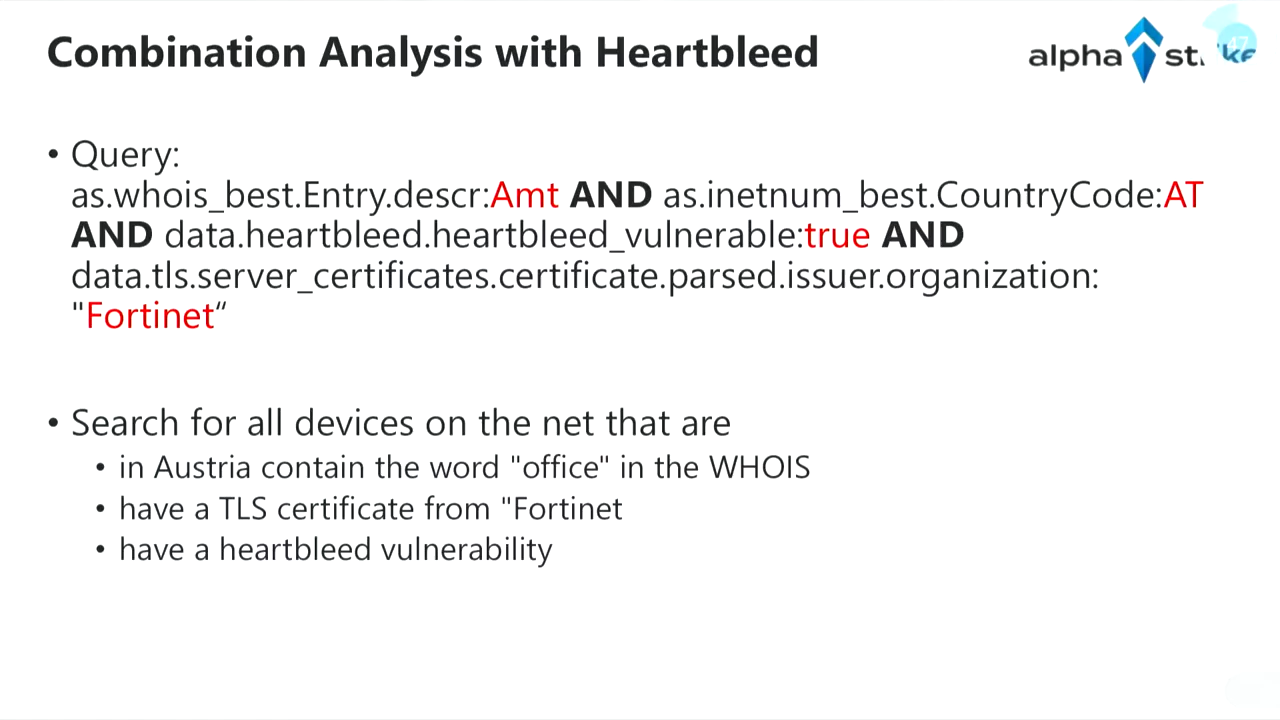 Combination Analysis with Heartbleed
alpha strike
47
• Query:
as.whois_best.Entry.descr:Amt AND as.inetnum_best.CountryCode:AT
AND data.heartbleed.heartbleed_vulnerable:true AND
data.tls.server_certificates.certificate.parsed.issuer.organization:
"Fortinet“
• Search for all devices on the net that are
• in Austria contain the word "office" in the WHOIS
• have a TLS certificate from "Fortinet
• have a heartbleed vulnerability